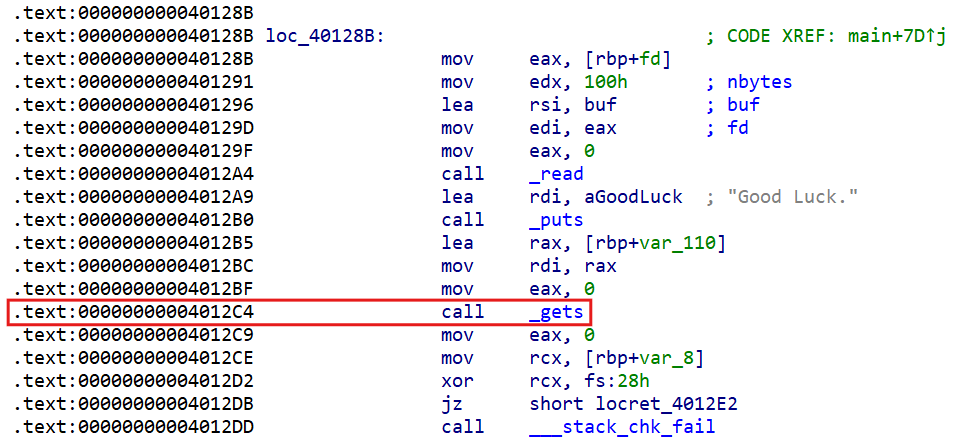 .text:000000000040128B
.text:000000000040128B loc_40128B: ; CODE XREF: main+7D↑j
.text:000000000040128B mov eax, [rbp+fd]
.text:0000000000401291 mov edx, 100h ; nbytes
.text:0000000000401296 lea rsi, buf ; buf
.text:000000000040129D mov edi, eax ; fd
.text:000000000040129F mov eax, 0
.text:00000000004012A4 call _read
.text:00000000004012A9 lea rdi, aGoodLuck ; "Good Luck."
.text:00000000004012B0 call _puts
.text:00000000004012B5 lea rax, [rbp+var_110]
.text:00000000004012BC mov rdi, rax
.text:00000000004012BF mov eax, 0
.text:00000000004012C4 call _gets
.text:00000000004012C9 mov eax, 0
.text:00000000004012CE mov rcx, [rbp+var_8]
.text:00000000004012D2 xor rcx, fs:28h
.text:00000000004012DB jz short locret_4012E2
.text:00000000004012DD call ___stack_chk_fail